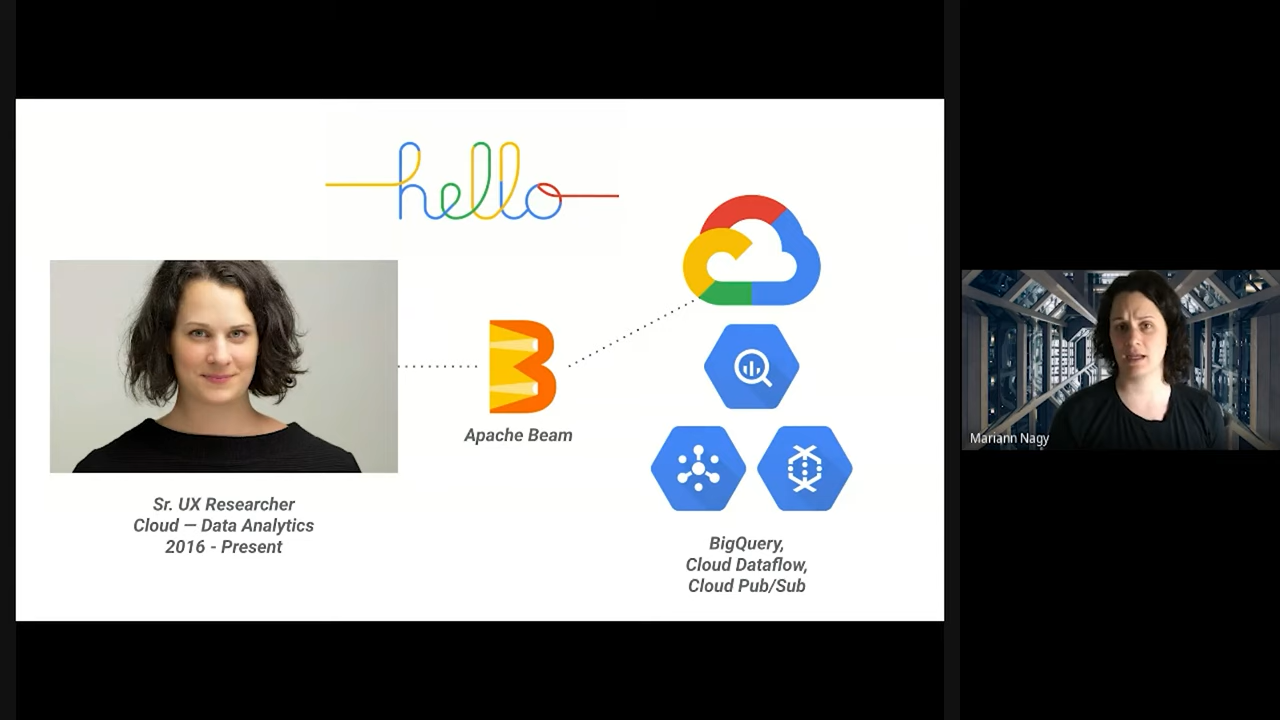 hello
Apache Beam
Sr. UX Researcher
Cloud — Data Analytics
2016 - Present
BigQuery,
Cloud Dataflow,
Cloud Pub/Sub
Mariann Nagy